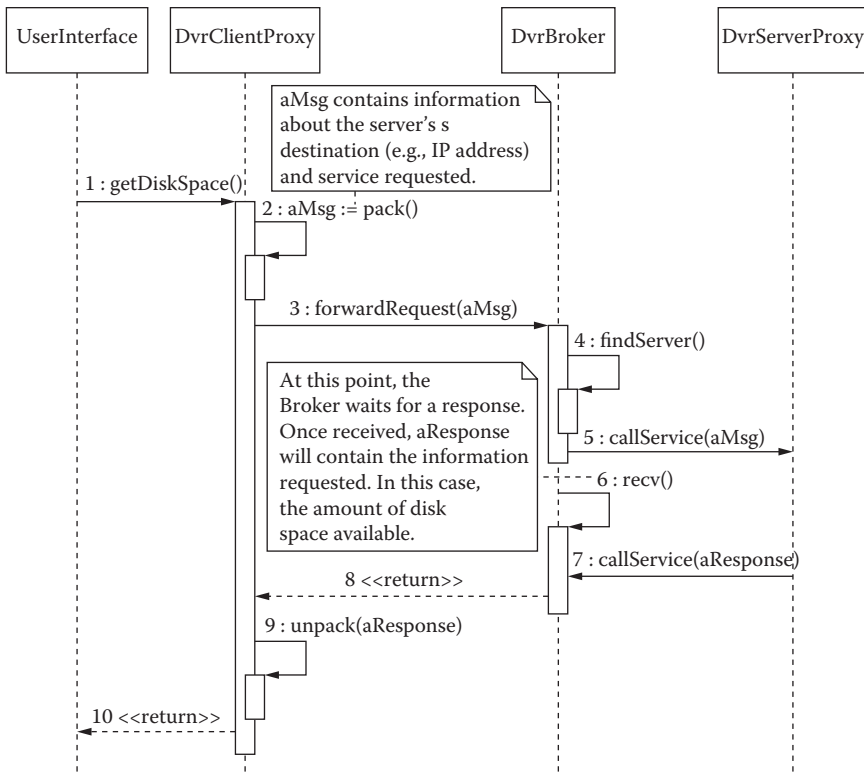 UserInterface
DvrClientProxy
DvrBroker
DvrServerProxy
aMsg contains information
about the server's s
destination (e.g., IP address)
and service requested.
1 : getDiskSpace()
2 : aMsg := pack()
3 : forwardRequest(aMsg)
4 : findServer()
At this point, the
Broker waits for a response.
Once received, aResponse
will contain the information
requested. In this case,
the amount of disk
space available.
5 : callService(aMsg)
6 : recv()
7 : callService(aResponse)
8 <<return>>
9 : unpack(aResponse)
10 <<return>>